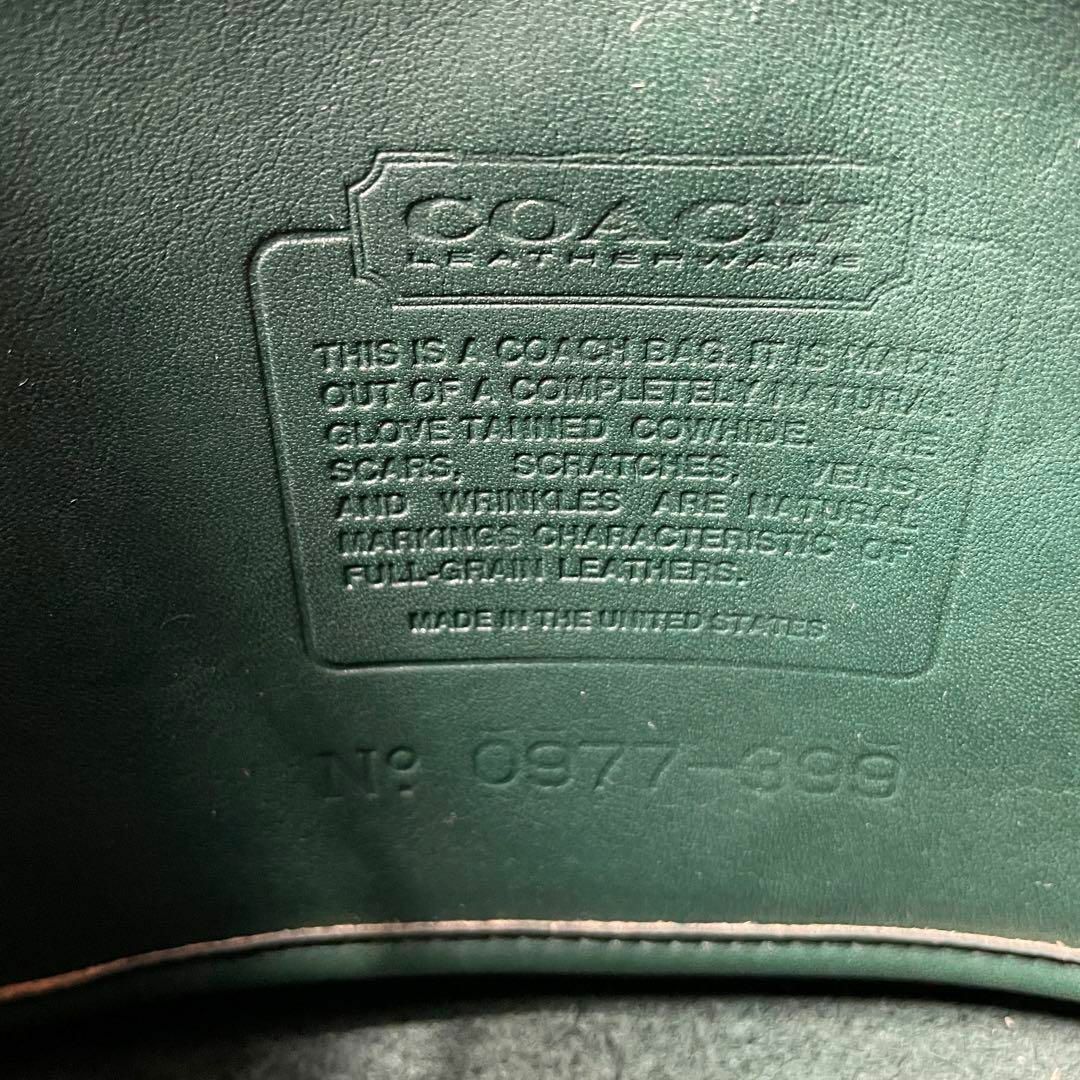 COACH
LEATHERWARE
THIS IS A COACH BAG. IT IS MADE
OUT OF A COMPLETELY NATURAL
GLOVE TANNED COWHIDE. THE
SCARS, SCRATCHES, VEINS,
AND WRINKLES ARE NATURAL
MARKINGS CHARACTERISTIC OF
FULL-GRAIN LEATHERS.
MADE IN THE UNITED STATES
No 0977-399